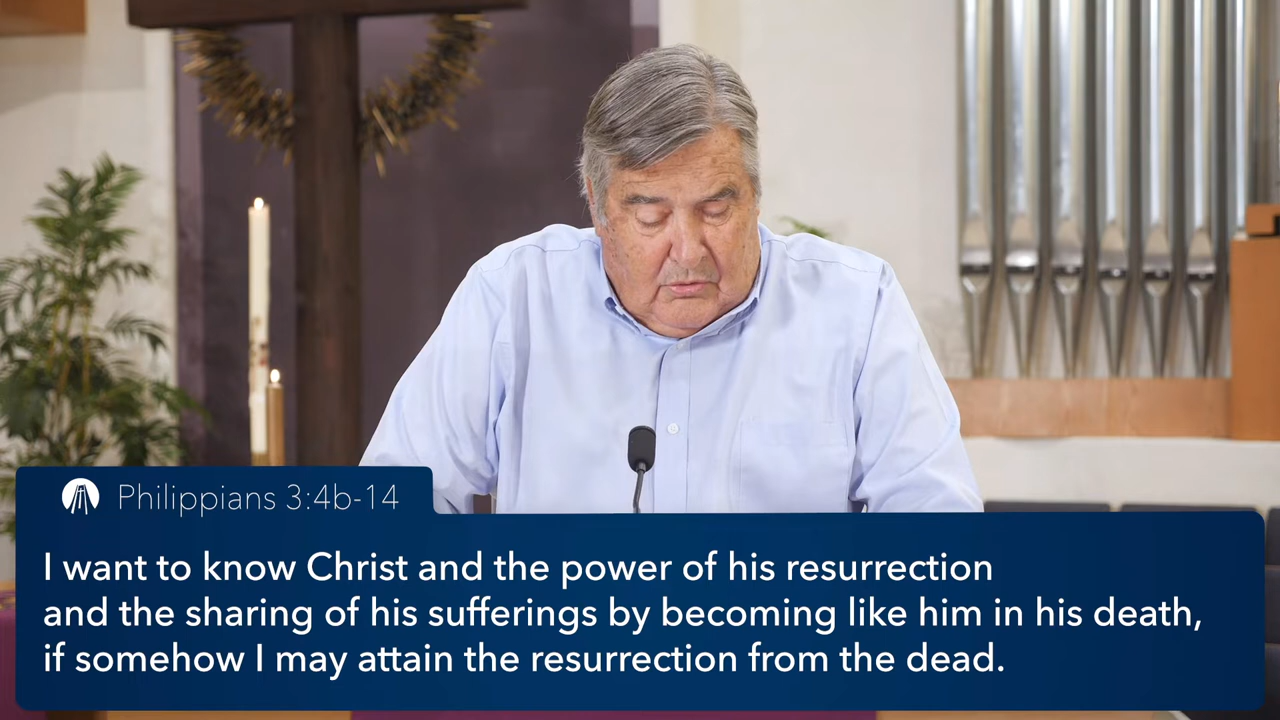 Philippians 3:4b-14
I want to know Christ and the power of his resurrection
and the sharing of his sufferings by becoming like him in his death,
if somehow I may attain the resurrection from the dead.